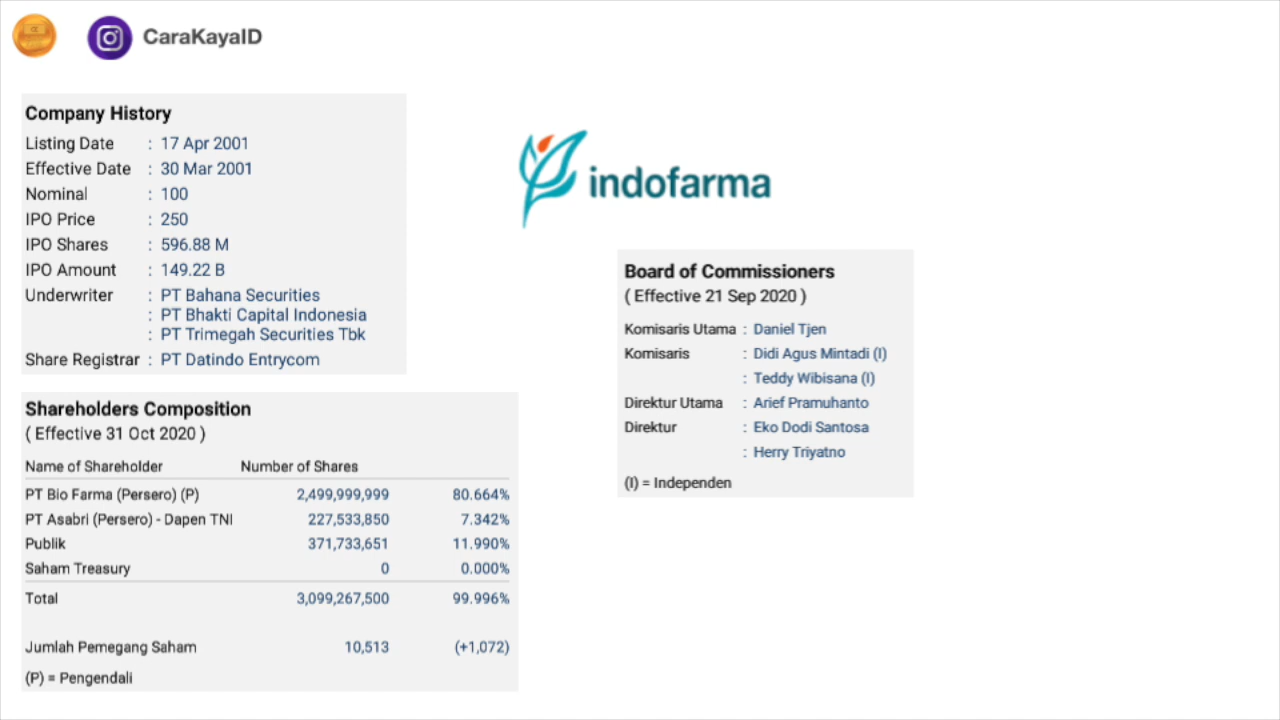 CaraKayaID
Company History
Listing Date : 17 Apr 2001
Effective Date : 30 Mar 2001
Nominal : 100
IPO Price : 250
IPO Shares : 596.88 M
IPO Amount : 149.22 B
Underwriter : PT Bahana Securities
: PT Bhakti Capital Indonesia
: PT Trimegah Securities Tbk
Share Registrar : PT Datindo Entrycom
Shareholders Composition
( Effective 31 Oct 2020 )
Name of Shareholder Number of Shares
PT Bio Farma (Persero) (P) 2,499,999,999 80.664%
PT Asabri (Persero) - Dapen TNI 227,533,850 7.342%
Publik 371,733,651 11.990%
Saham Treasury 0 0.000%
Total 3,099,267,500 99.996%
Jumlah Pemegang Saham 10,513 (+1,072)
(P) = Pengendali
indofarma
Board of Commissioners
( Effective 21 Sep 2020 )
Komisaris Utama : Daniel Tjen
Komisaris : Didi Agus Mintadi (I)
: Teddy Wibisana (I)
Direktur Utama : Arief Pramuhanto
Direktur : Eko Dodi Santosa
: Herry Triyatno
(I) = Independen